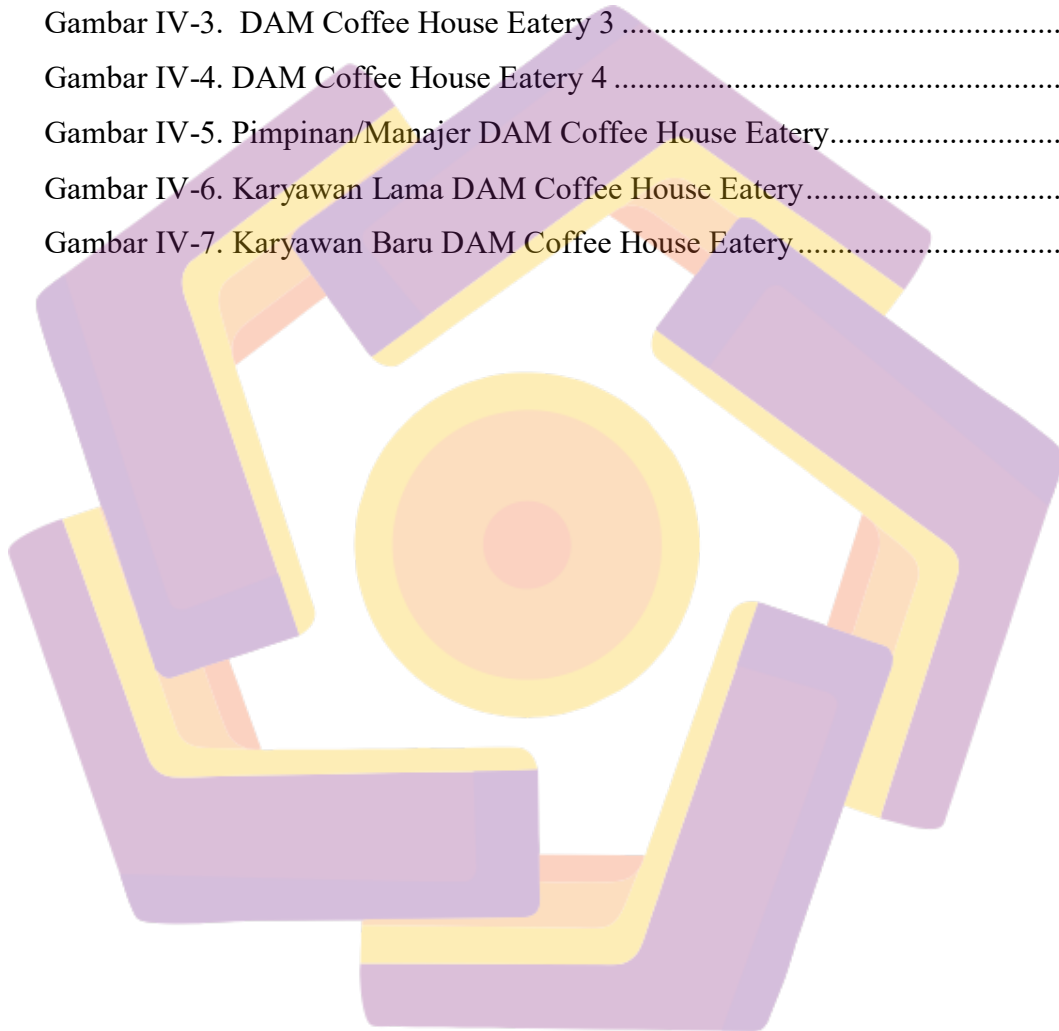 Gambar IV-3.  DAM Coffee House Eatery 3 ......................................................
Gambar IV-4. DAM Coffee House Eatery 4 .......................................................
Gambar IV-5. Pimpinan/Manajer DAM Coffee House Eatery............................
Gambar IV-6. Karyawan Lama DAM Coffee House Eatery...............................
Gambar IV-7. Karyawan Baru DAM Coffee House Eatery ................................